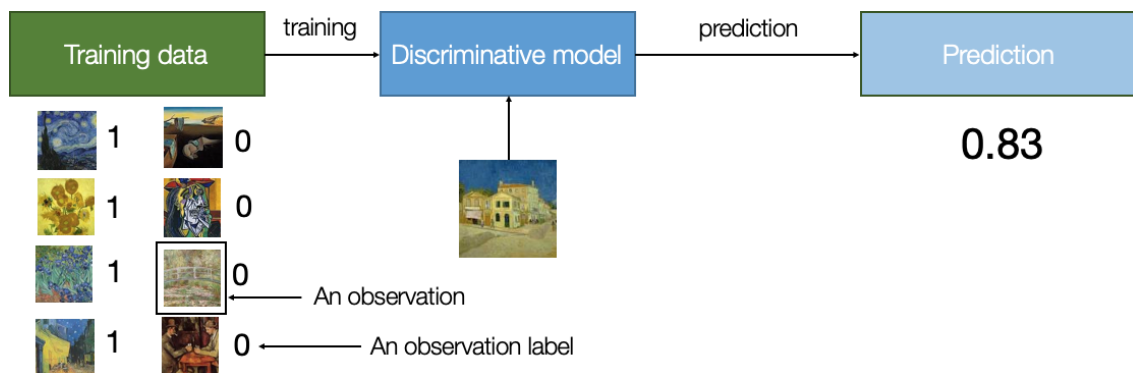 Training data
training
Discriminative model
prediction
Prediction
1 0
0.83
1 0
1 0
An observation
1 0
An observation label